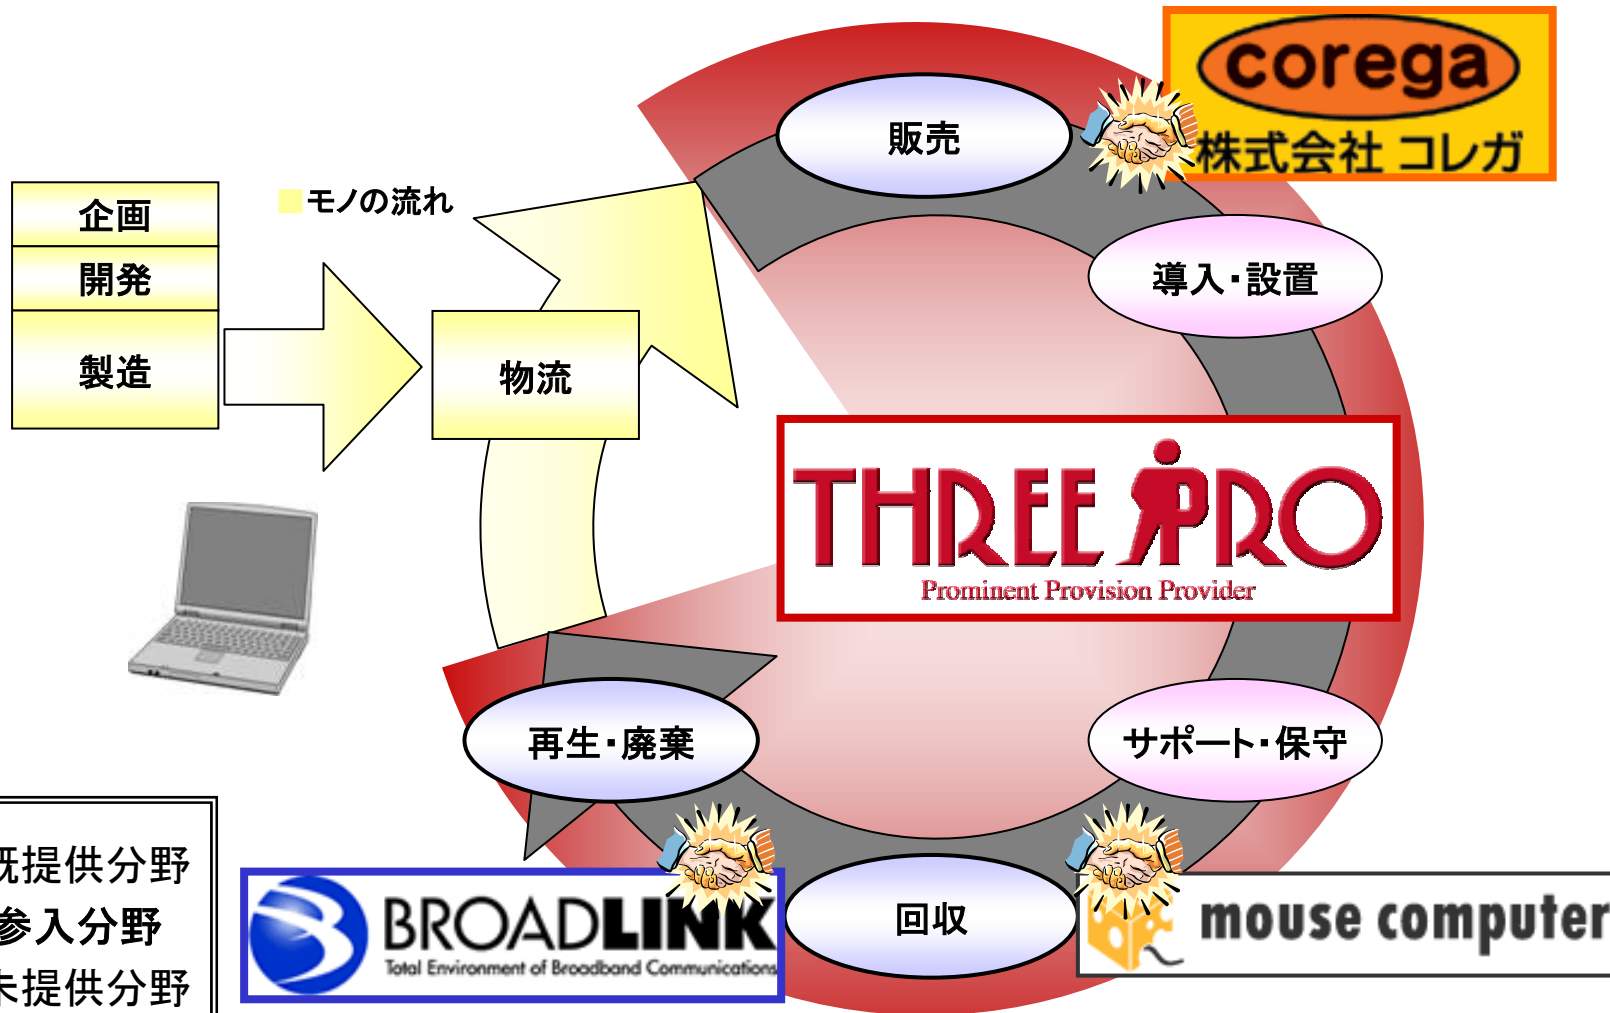 corega
株式会社 コレガ
販売
企画
開発
製造
モノの流れ
導入・設置
物流
THREE PRO
Prominent Provision Provider
再生・廃棄
サポート・保守
回収
BROADLINK
Total Environment of Broadband Communications
mouse computer
既提供分野
参入分野
未提供分野